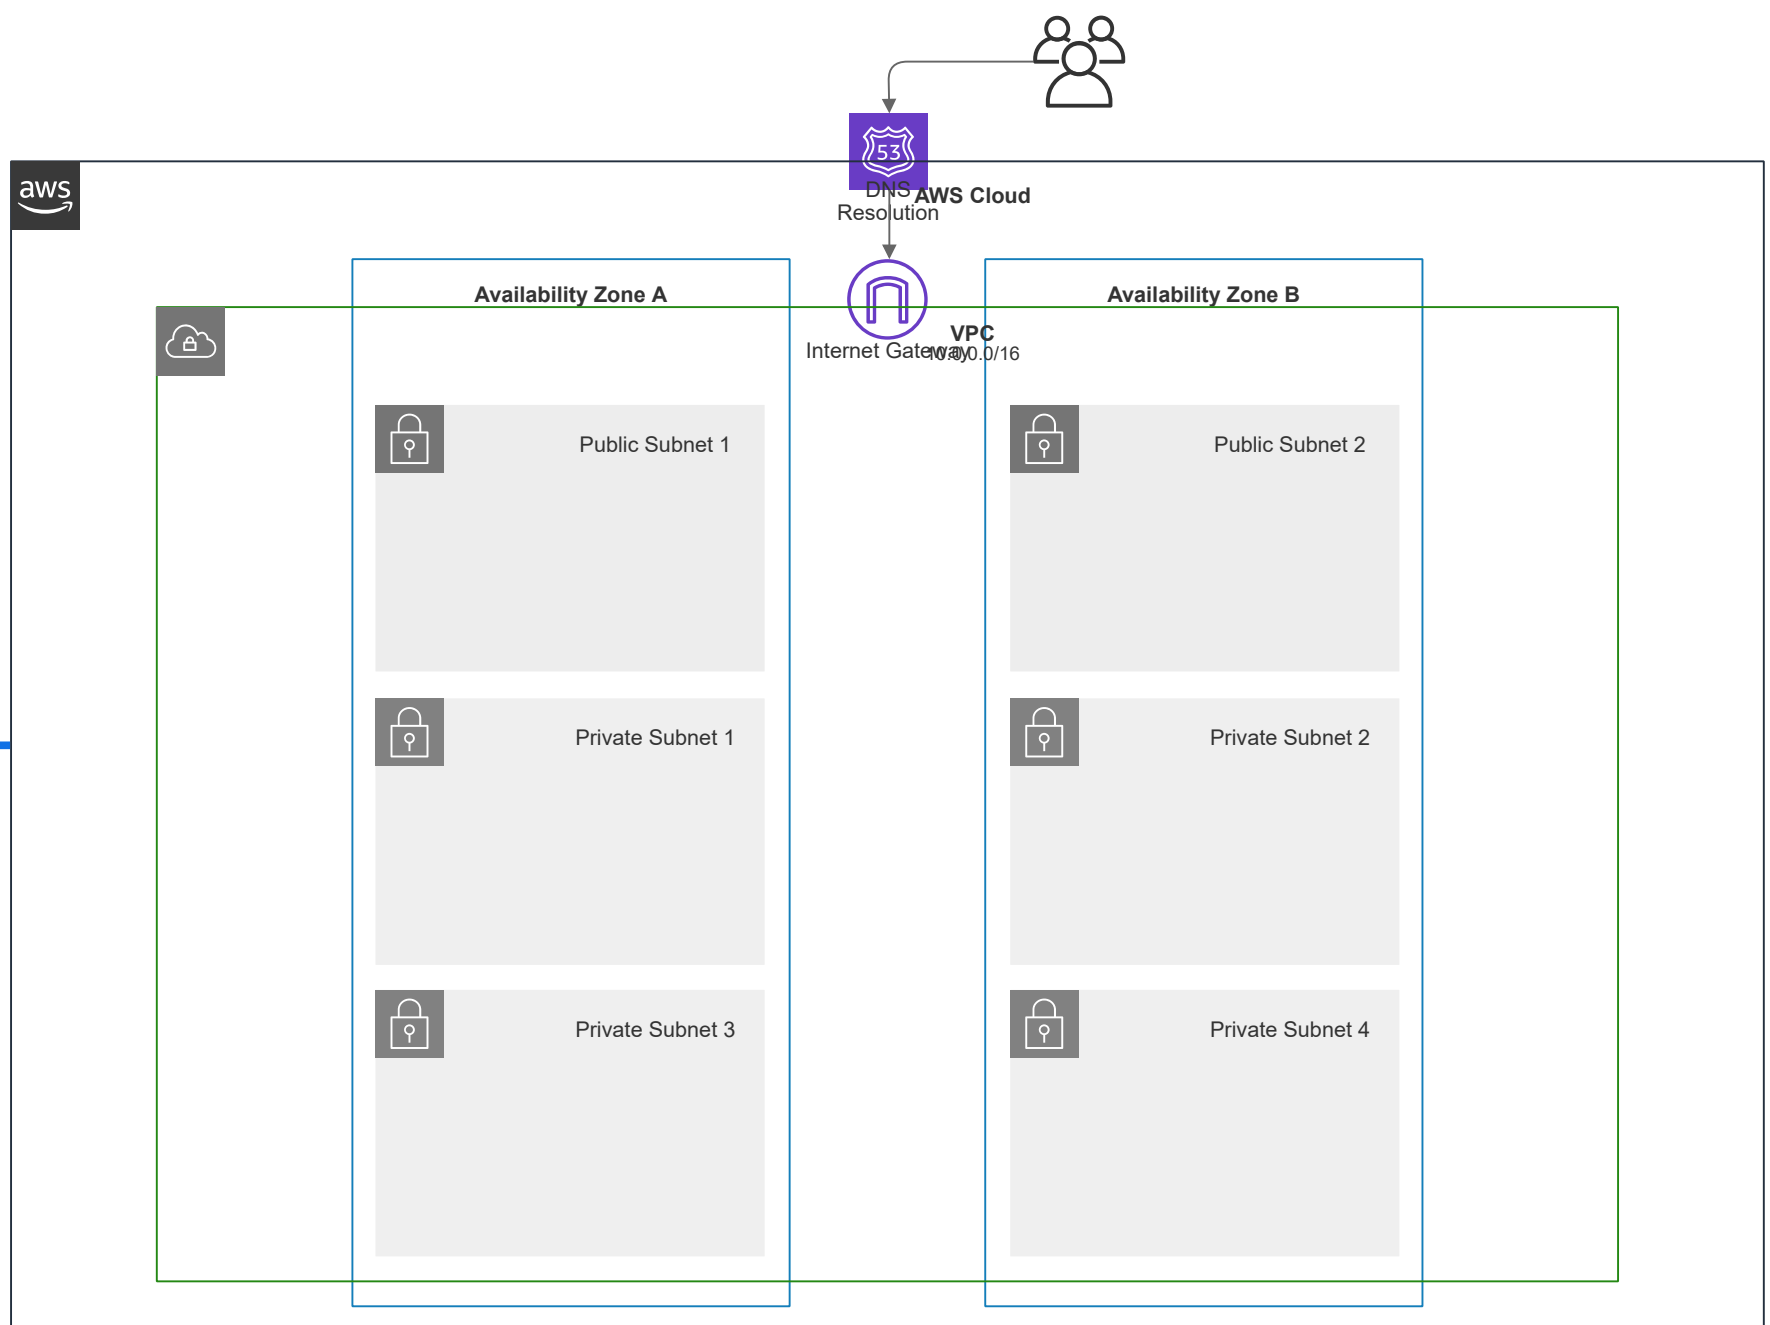 53
aws
DNS
Resolution
AWS Cloud
Availability Zone A
Availability Zone B
VPC
Internet Gateway
10.0.0.0/16
Public Subnet 1
Public Subnet 2
Private Subnet 1
Private Subnet 2
Private Subnet 3
Private Subnet 4